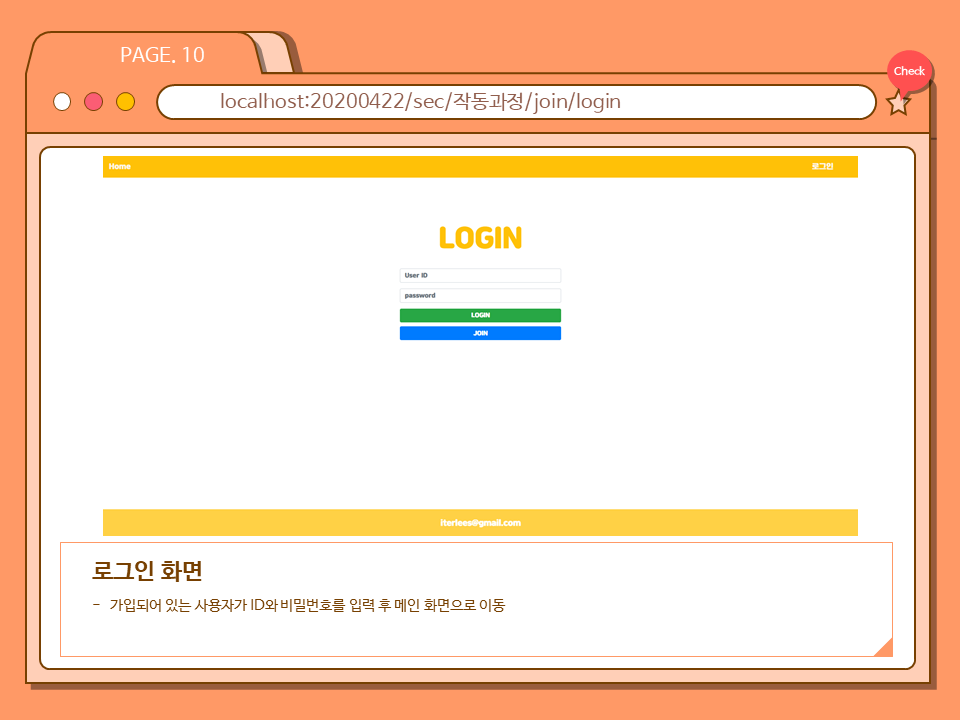 PAGE. 10
Check
localhost:20200422/sec/작동과정/join/login
Home 로그인
LOGIN
User ID
password
LOGIN
JOIN
iterlees@gmail.com
로그인 화면
- 가입되어 있는 사용자가 ID와 비밀번호를 입력 후 메인 화면으로 이동